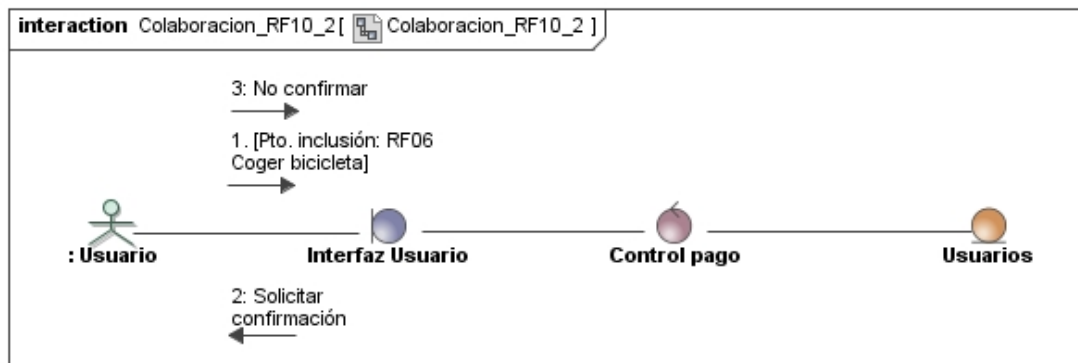 interaction Colaboracion_RF10_2[ Colaboracion_RF10_2 ]
3: No confirmar
1. [Pto. inclusión: RF06
Coger bicicleta]
: Usuario
Interfaz Usuario
Control pago
Usuarios
2: Solicitar
confirmación